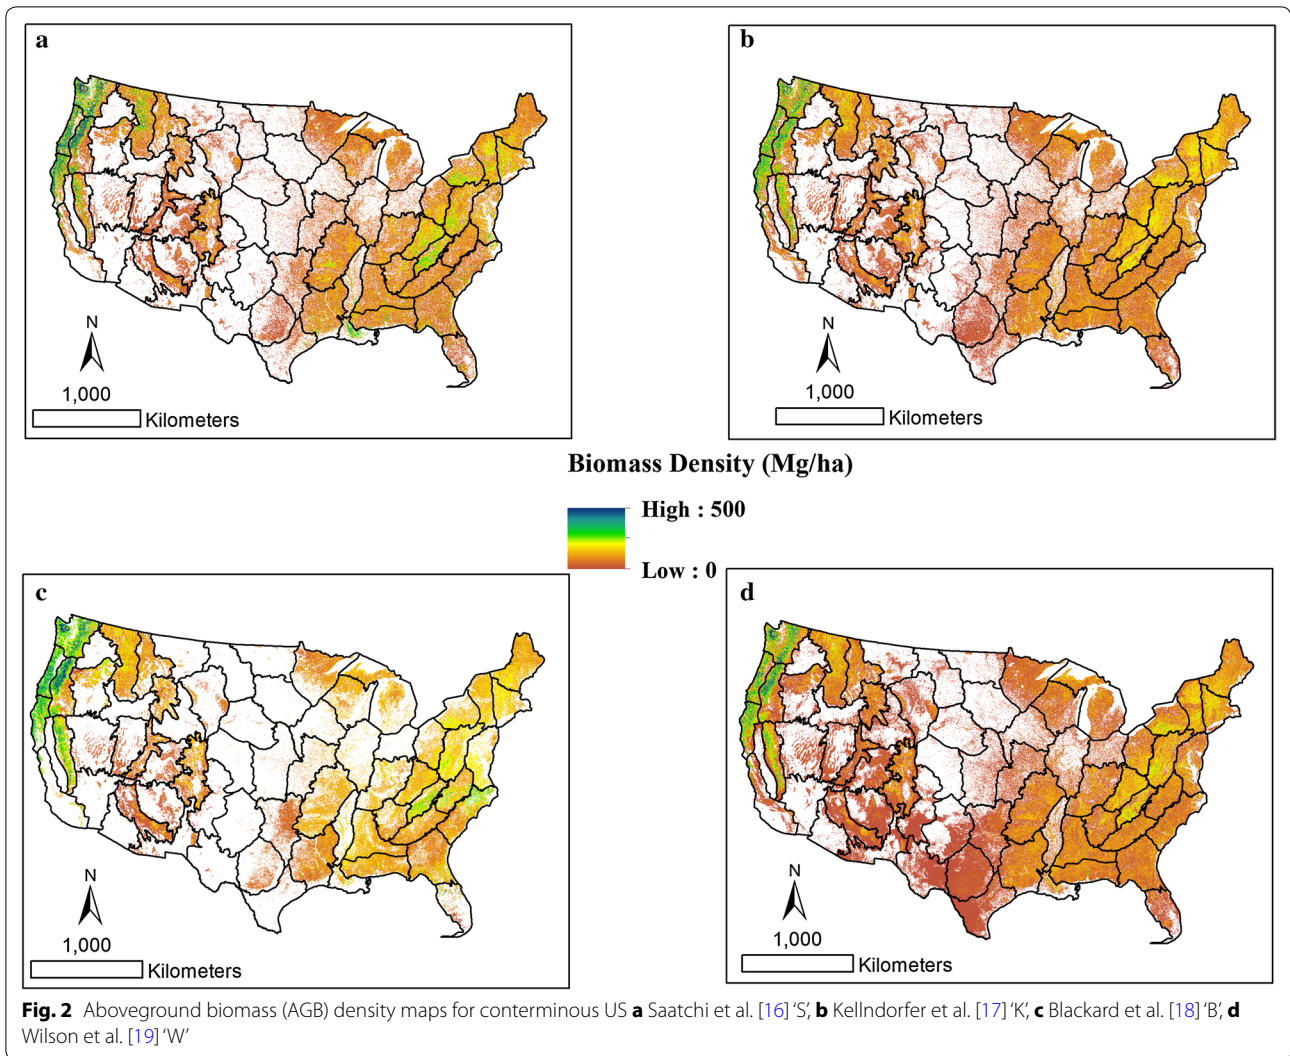 a
N
1,000
Kilometers
b
N
1,000
Kilometers
Biomass Density (Mg/ha)
High : 500
Low : 0
c
N
1,000
Kilometers
d
N
1,000
Kilometers
Fig. 2 Aboveground biomass (AGB) density maps for conterminous US a Saatchi et al. [16] ‘S’, b Kellndorfer et al. [17] ‘K’, c Blackard et al. [18] ‘B’, d
Wilson et al. [19] ‘W’